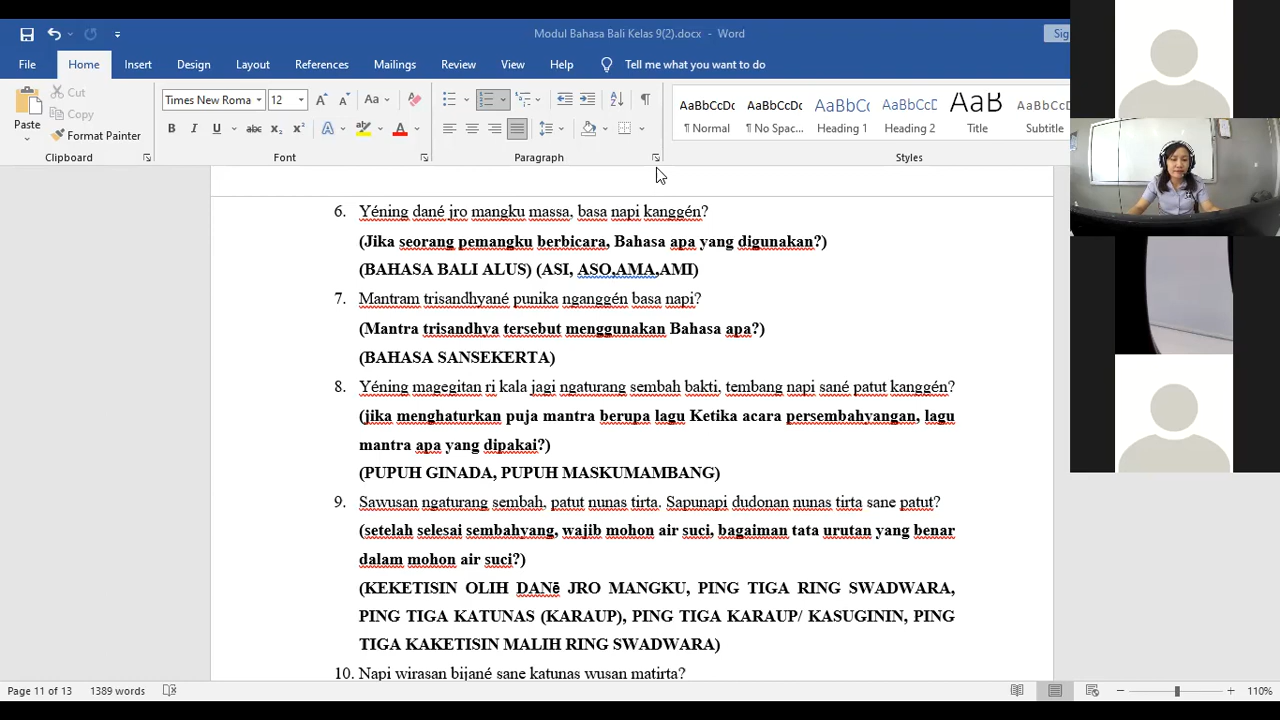 Modul Bahasa Bali Kelas 9(2).docx - Word
Sig
File Home Insert Design Layout References Mailings Review View Help Tell me what you want to do
Paste
Cut
Copy
Format Painter
Times New Roma 12
Aa
B I U abc x2 x2 A A
AaBbCcDc AaBbCcDc AaBbCcD AaBbCcD AaB AaBbCcD
¶ Normal ¶ No Spac... Heading 1 Heading 2 Title Subtitle
Clipboard Font Paragraph Styles
6. Yéning dané jro mangku massa, basa napi kanggén?
(Jika seorang pemangku berbicara, Bahasa apa yang digunakan?)
(BAHASA BALI ALUS) (ASI, ASO,AMA,AMI)
7. Mantram trisandhyané punika nganggén basa napi?
(Mantra trisandhya tersebut menggunakan Bahasa apa?)
(BAHASA SANSEKERTA)
8. Yéning magegitan ri kala jagi ngaturang sembah bakti, tembang napi sané patut kanggén?
(jika menghaturkan puja mantra berupa lagu Ketika acara persembahyangan, lagu
mantra apa yang dipakai?)
(PUPUH GINADA, PUPUH MASKUMAMBANG)
9. Sawusan ngaturang sembah, patut nunas tirta. Sapunapi dudonan nunas tirta sane patut?
(setelah selesai sembahyang, wajib mohon air suci, bagaiman tata urutan yang benar
dalam mohon air suci?)
(KEKETISIN OLIH DANē JRO MANGKU, PING TIGA RING SWADWARA,
PING TIGA KATUNAS (KARAUP), PING TIGA KARAUP/ KASUGININ, PING
TIGA KAKETISIN MALIH RING SWADWARA)
10. Napi wirasan bijané sane katunas wusan matirta?
Page 11 of 13 1389 words 110%